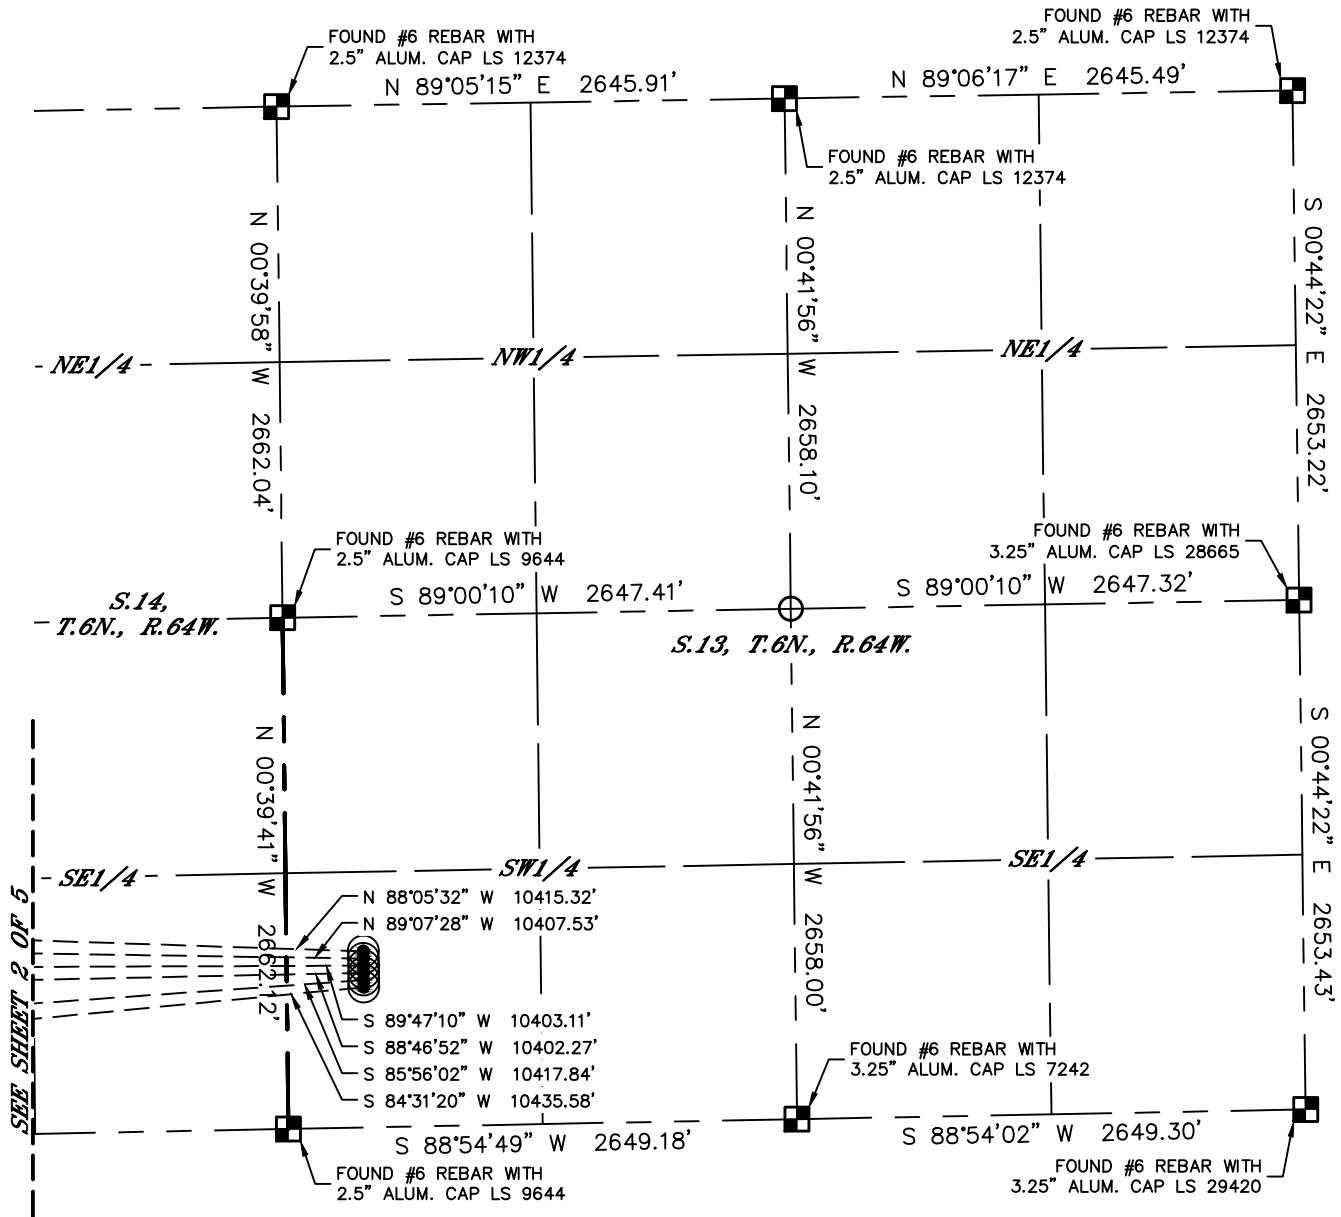 FOUND #6 REBAR WITH
2.5" ALUM. CAP LS 12374
FOUND #6 REBAR WITH
2.5" ALUM. CAP LS 12374
N 89°05'15" E 2645.91'
N 89°06'17" E 2645.49'
FOUND #6 REBAR WITH
2.5" ALUM. CAP LS 12374
N 00°39'58" W 2662.04'
N 00°41'56" W 2658.10'
S 00°44'22" E 2653.22'
NE1/4
NW1/4
NE1/4
FOUND #6 REBAR WITH
2.5" ALUM. CAP LS 9644
FOUND #6 REBAR WITH
3.25" ALUM. CAP LS 28665
S.14,
T.6N., R.64W.
S 89°00'10" W 2647.41'
S 89°00'10" W 2647.32'
S.13, T.6N., R.64W.
N 00°39'41" W 2662.12'
N 00°41'56" W 2658.00'
S 00°44'22" E 2653.43'
SE1/4
SW1/4
SE1/4
SEE SHEET 2 OF 5
N 88°05'32" W 10415.32'
N 89°07'28" W 10407.53'
S 89°47'10" W 10403.11'
S 88°46'52" W 10402.27'
S 85°56'02" W 10417.84'
S 84°31'20" W 10435.58'
FOUND #6 REBAR WITH
3.25" ALUM. CAP LS 7242
S 88°54'49" W 2649.18'
S 88°54'02" W 2649.30'
FOUND #6 REBAR WITH
2.5" ALUM. CAP LS 9644
FOUND #6 REBAR WITH
3.25" ALUM. CAP LS 29420